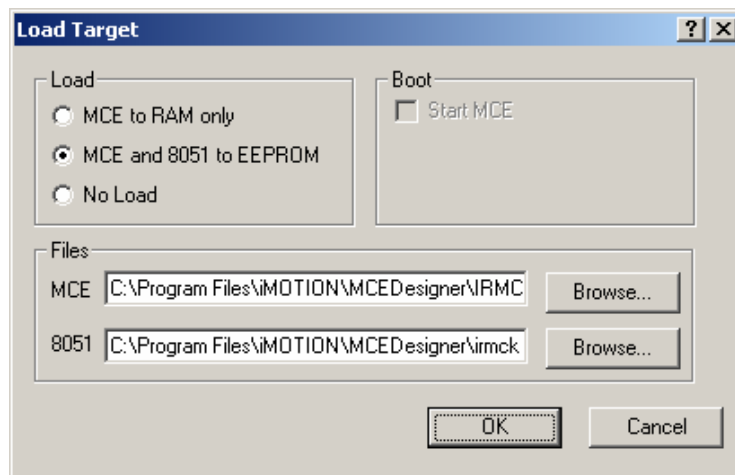 Load Target
Load
MCE to RAM only
MCE and 8051 to EEPROM
No Load
Boot
Start MCE
Files
MCE C:\Program Files\iMOTION\MCEDesigner\IRMC Browse...
8051 C:\Program Files\iMOTION\MCEDesigner\irmck Browse...
OK Cancel